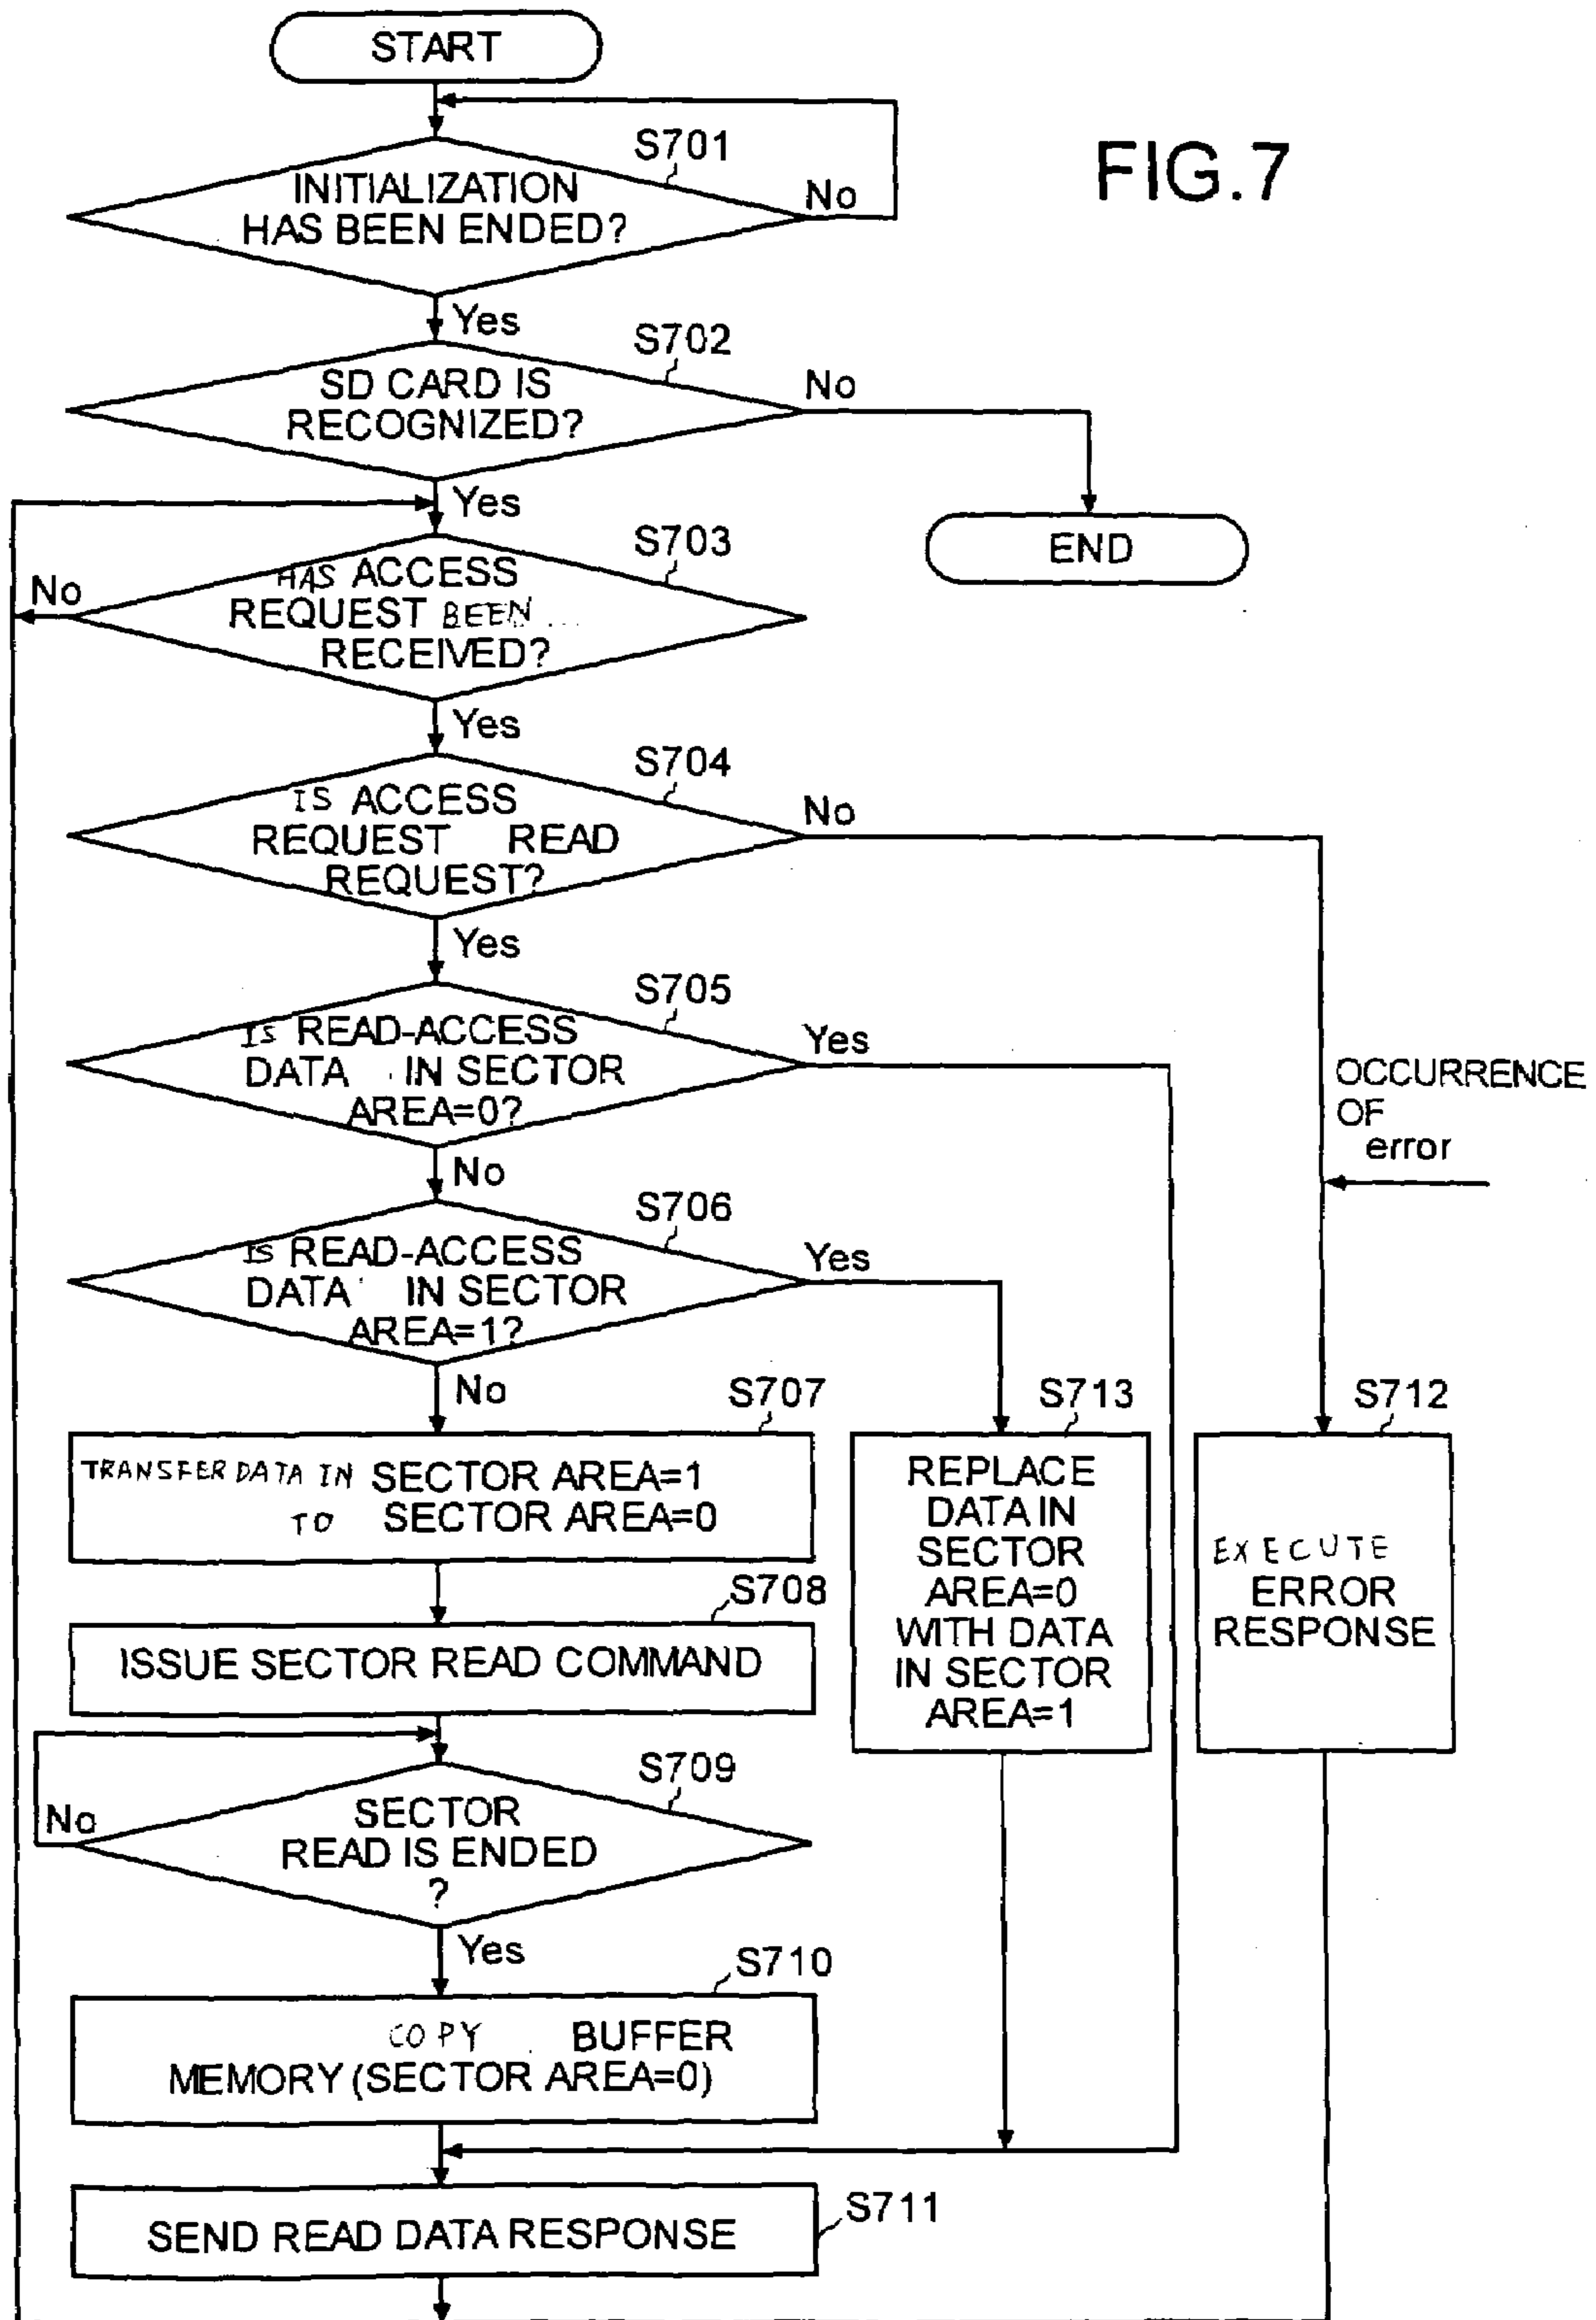 START
FIG.7
S701
INITIALIZATION
HAS BEEN ENDED?
No
Yes
S702
SD CARD IS
RECOGNIZED?
No
Yes
END
S703
HAS ACCESS
REQUEST BEEN
RECEIVED?
No
Yes
S704
IS ACCESS
REQUEST READ
REQUEST?
No
Yes
S705
IS READ-ACCESS
DATA IN SECTOR
AREA=0?
Yes
No
OCCURRENCE
OF
error
S706
IS READ-ACCESS
DATA IN SECTOR
AREA=1?
Yes
No
S707
TRANSFER DATA IN SECTOR AREA=1
TO SECTOR AREA=0
S713
REPLACE
DATA IN
SECTOR
AREA=0
WITH DATA
IN SECTOR
AREA=1
S712
EXECUTE
ERROR
RESPONSE
S708
ISSUE SECTOR READ COMMAND
S709
SECTOR
READ IS ENDED
?
No
Yes
S710
COPY BUFFER
MEMORY (SECTOR AREA=0)
S711
SEND READ DATA RESPONSE